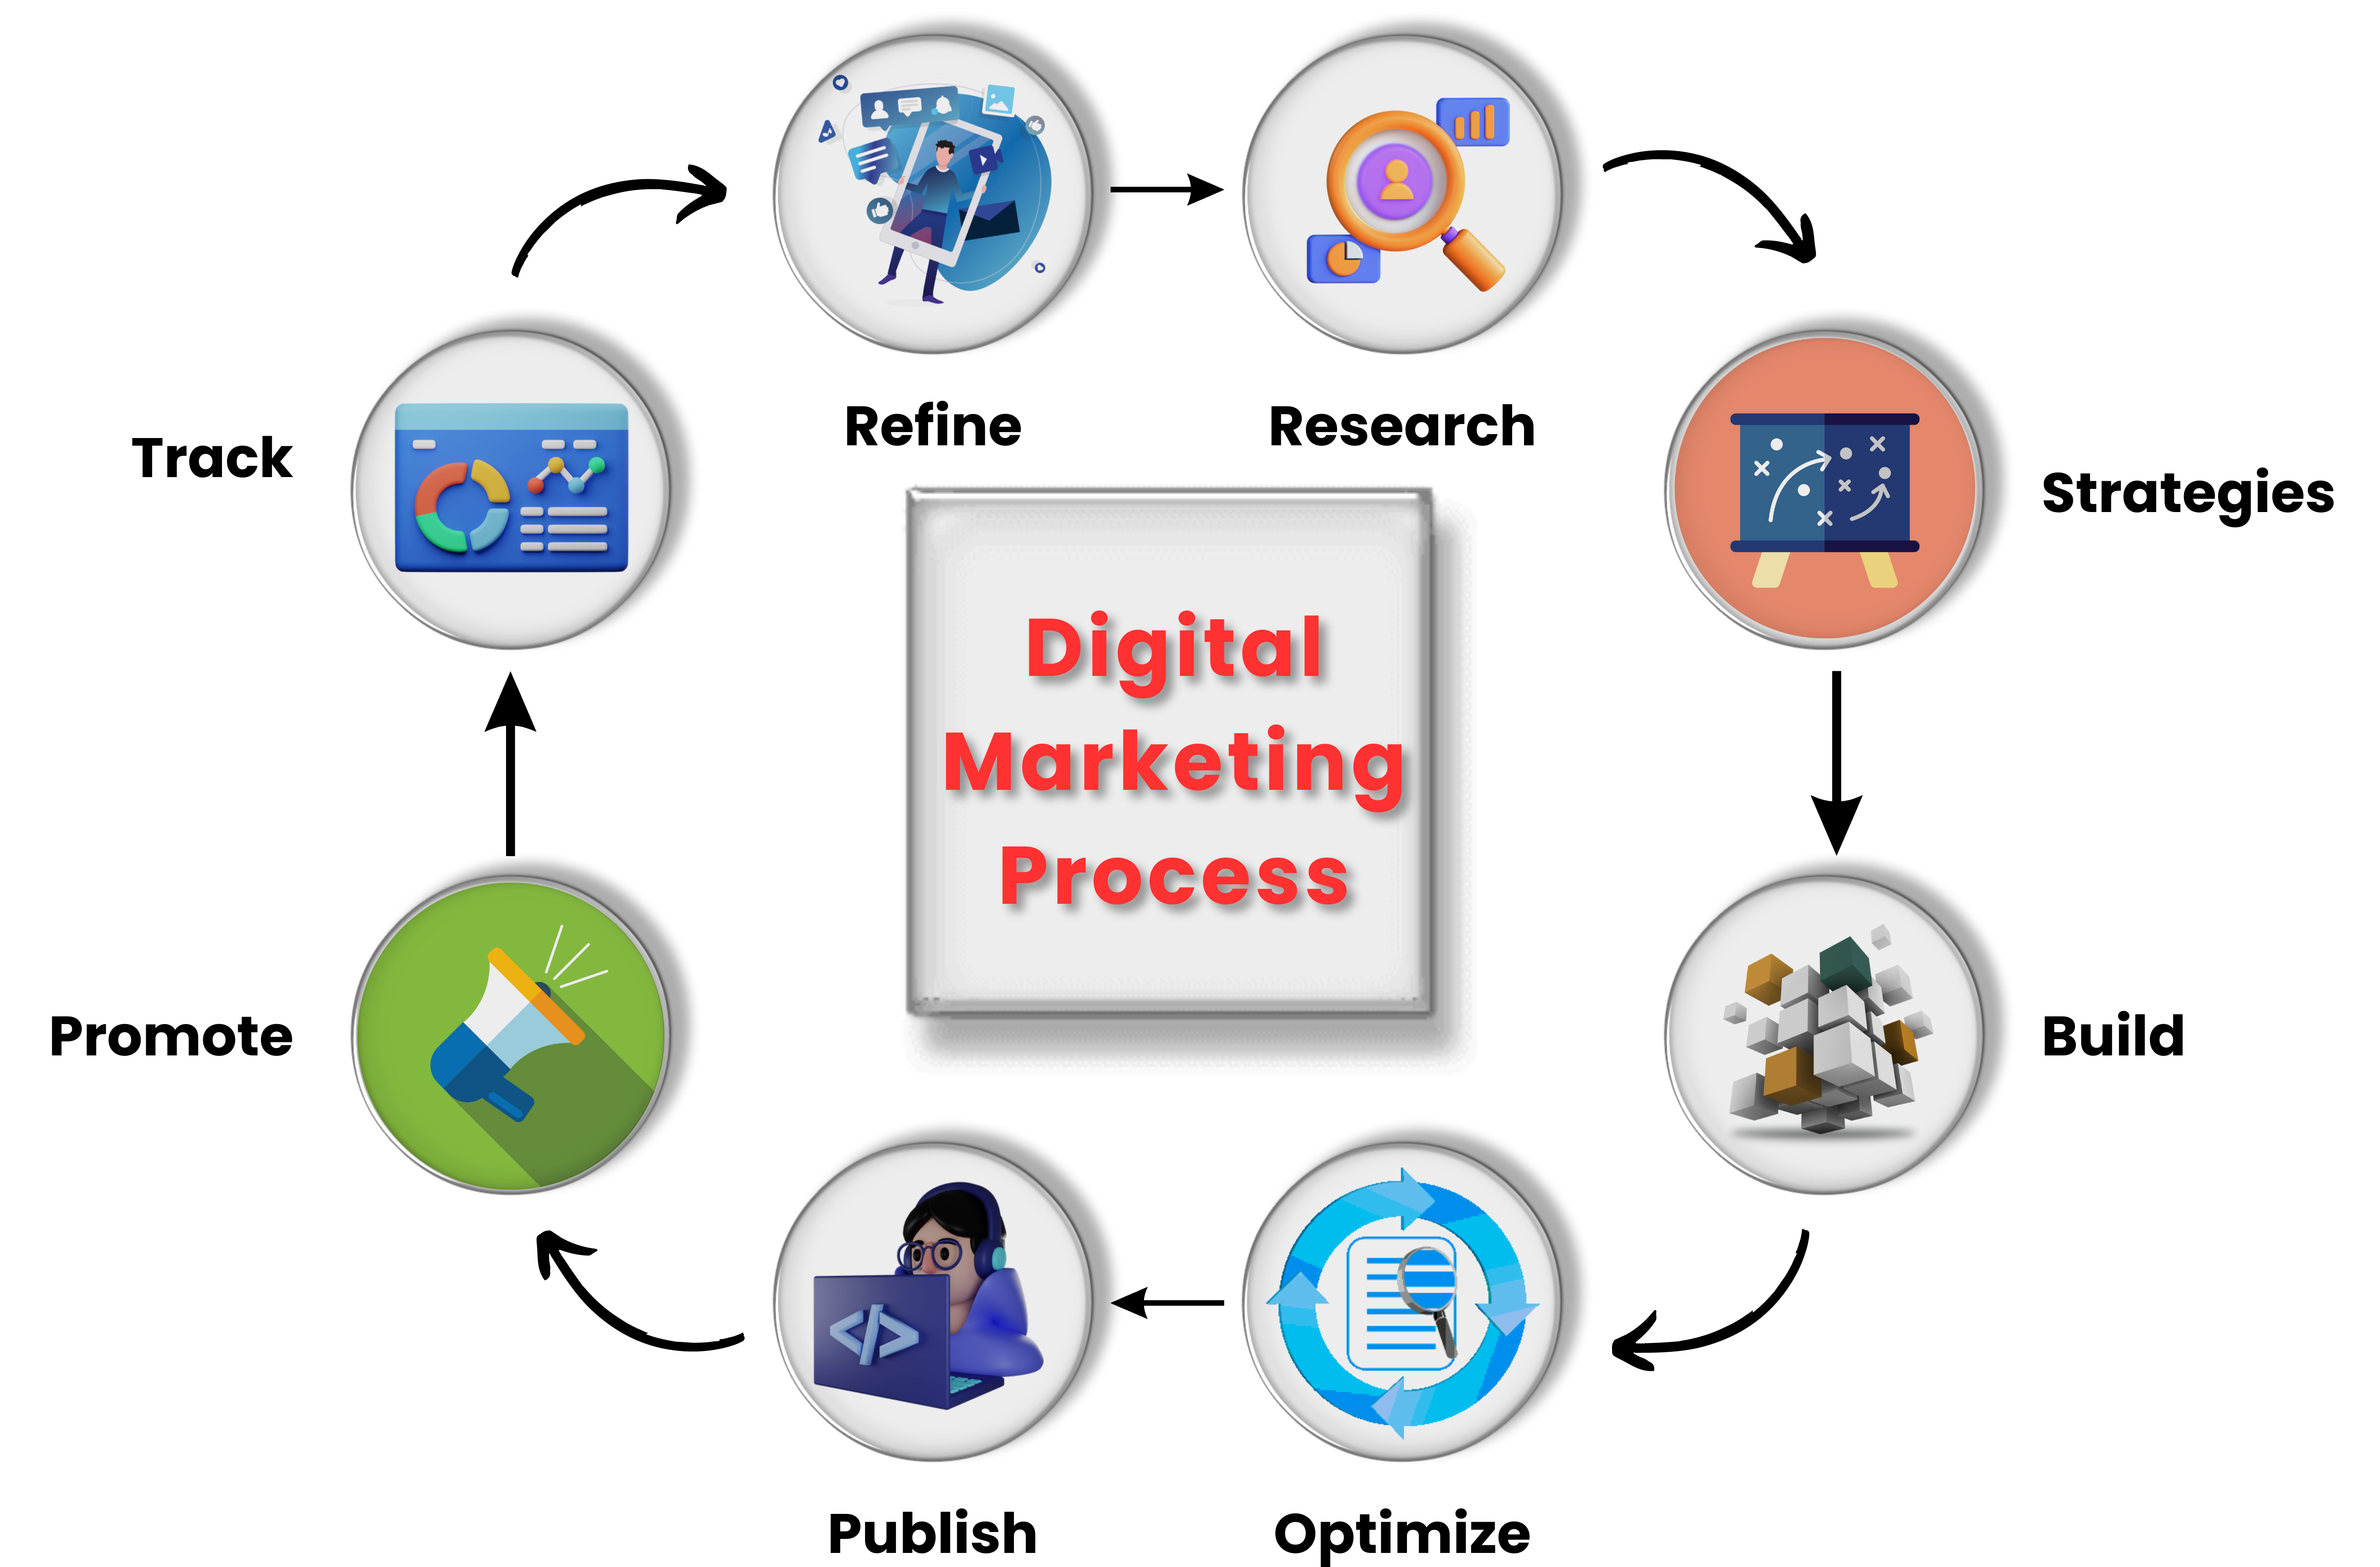 Refine
Research
Track
Strategies
Digital
Marketing
Process
Promote
Build
Publish
Optimize